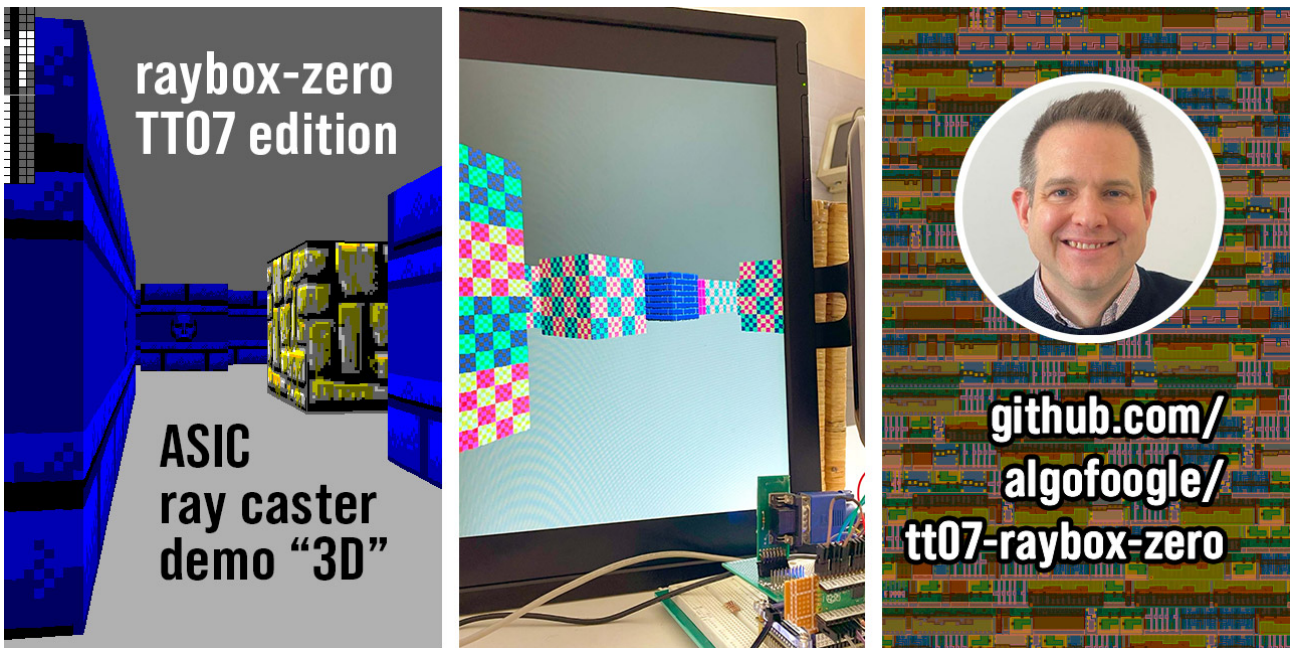 raybox-zero
TT07 edition
ASIC
ray caster
demo “3D”
github.com/
algofoogle/
tt07-raybox-zero